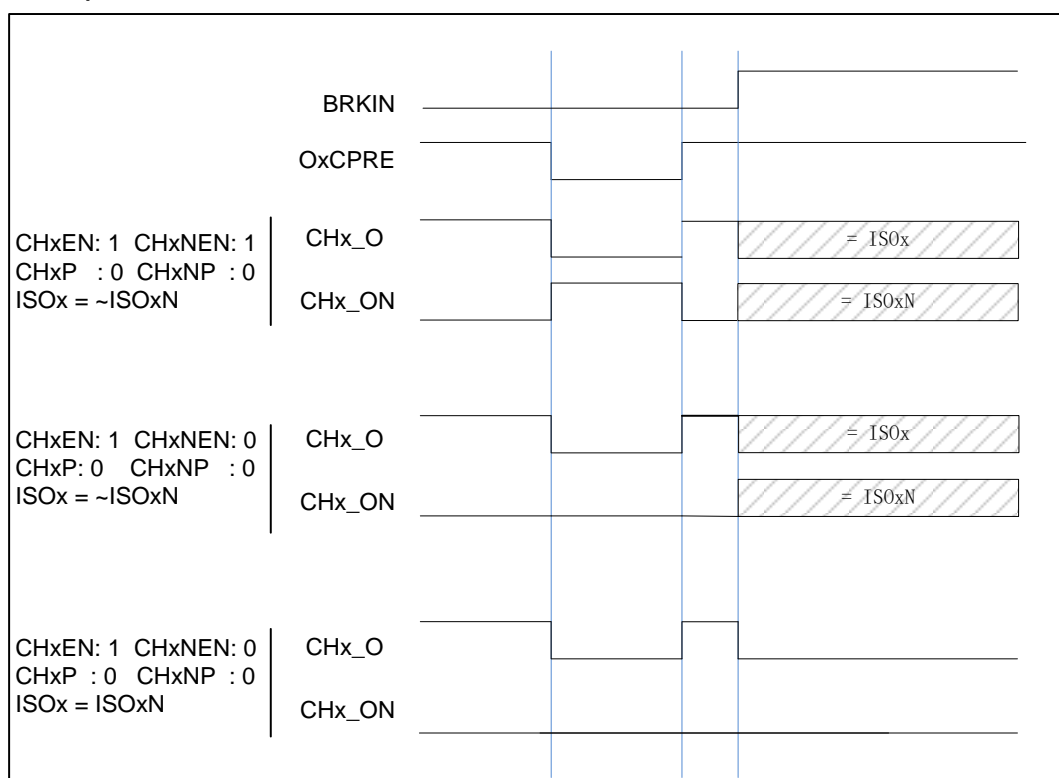 BRKIN
OxCPRE
CHxEN: 1 CHxNEN: 1
CHxP : 0 CHxNP : 0
ISOx = ~ISOxN
CHx_O
= ISOx
CHx_ON
= ISOxN
CHxEN: 1 CHxNEN: 0
CHxP: 0 CHxNP : 0
ISOx = ~ISOxN
CHx_O
= ISOx
CHx_ON
= ISOxN
CHxEN: 1 CHxNEN: 0
CHxP : 0 CHxNP : 0
ISOx = ISOxN
CHx_O
CHx_ON